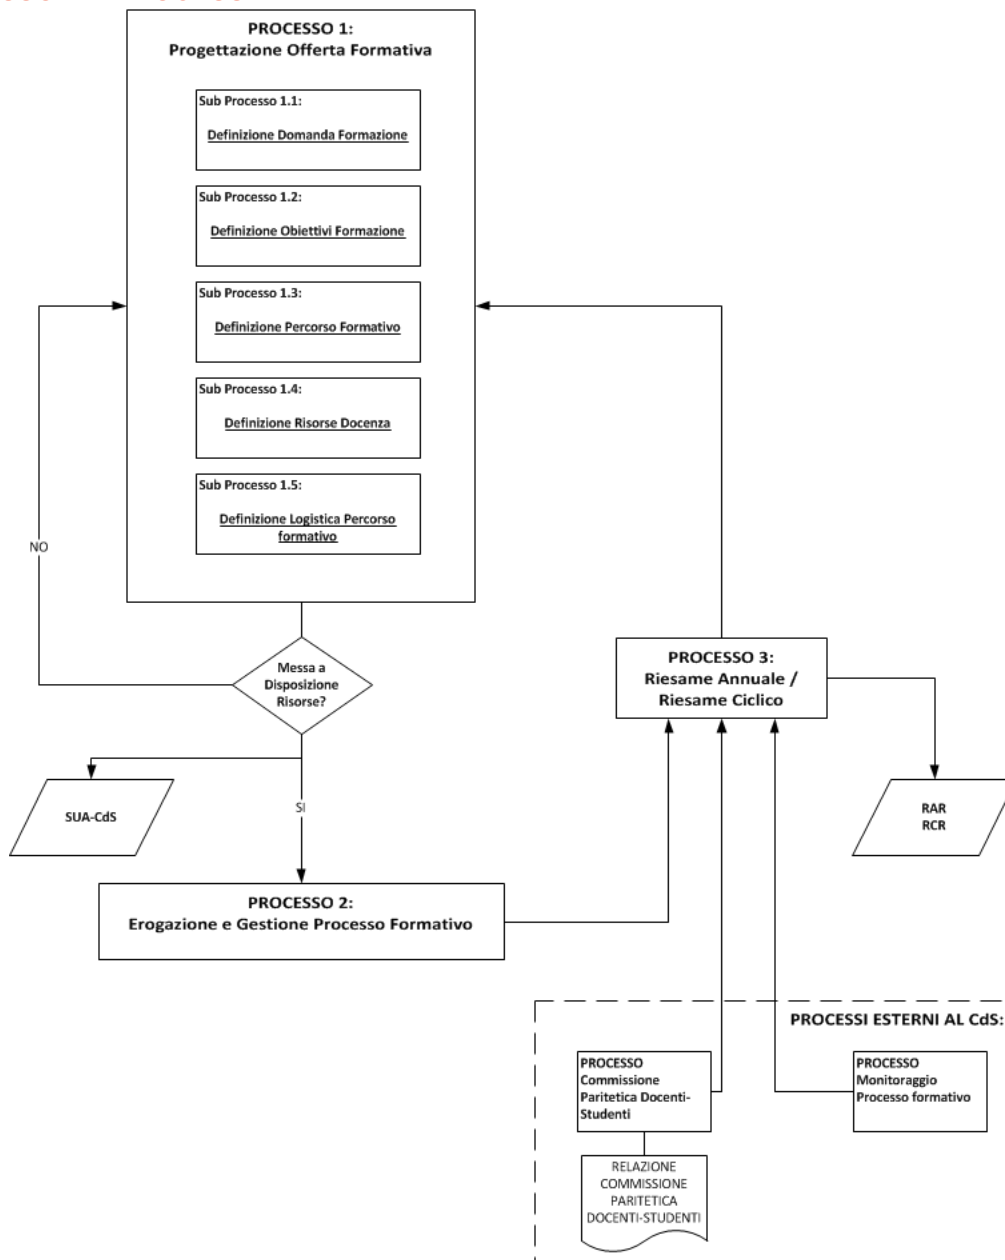 PROCESSO 1:
Progettazione Offerta Formativa
Sub Processo 1.1:
Definizione Domanda Formazione
Sub Processo 1.2:
Definizione Obiettivi Formazione
Sub Processo 1.3:
Definizione Percorso Formativo
Sub Processo 1.4:
Definizione Risorse Docenza
Sub Processo 1.5:
Definizione Logistica Percorso
formativo
NO
Messa a
Disposizione
Risorse?
PROCESSO 3:
Riesame Annuale /
Riesame Ciclico
SUA-CdS
SI
RAR
RCR
PROCESSO 2:
Erogazione e Gestione Processo Formativo
PROCESSI ESTERNI AL CdS:
PROCESSO
Commissione
Paritetica Docenti-
Studenti
PROCESSO
Monitoraggio
Processo formativo
RELAZIONE
COMMISSIONE
PARITETICA
DOCENTI-STUDENTI